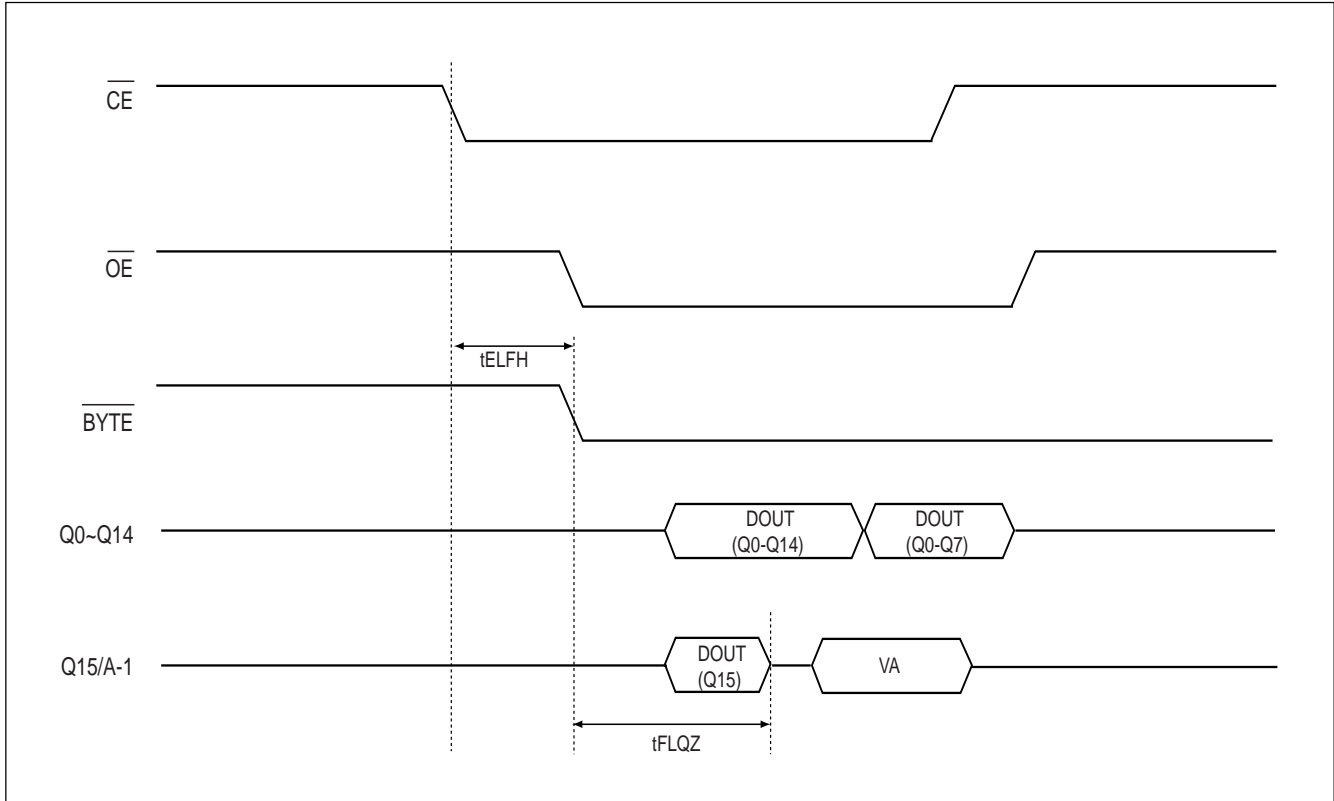 CE
OE
tELFH
BYTE
Q0~Q14
DOUT
(Q0-Q14)
DOUT
(Q0-Q7)
Q15/A-1
DOUT
(Q15)
VA
tFLQZ